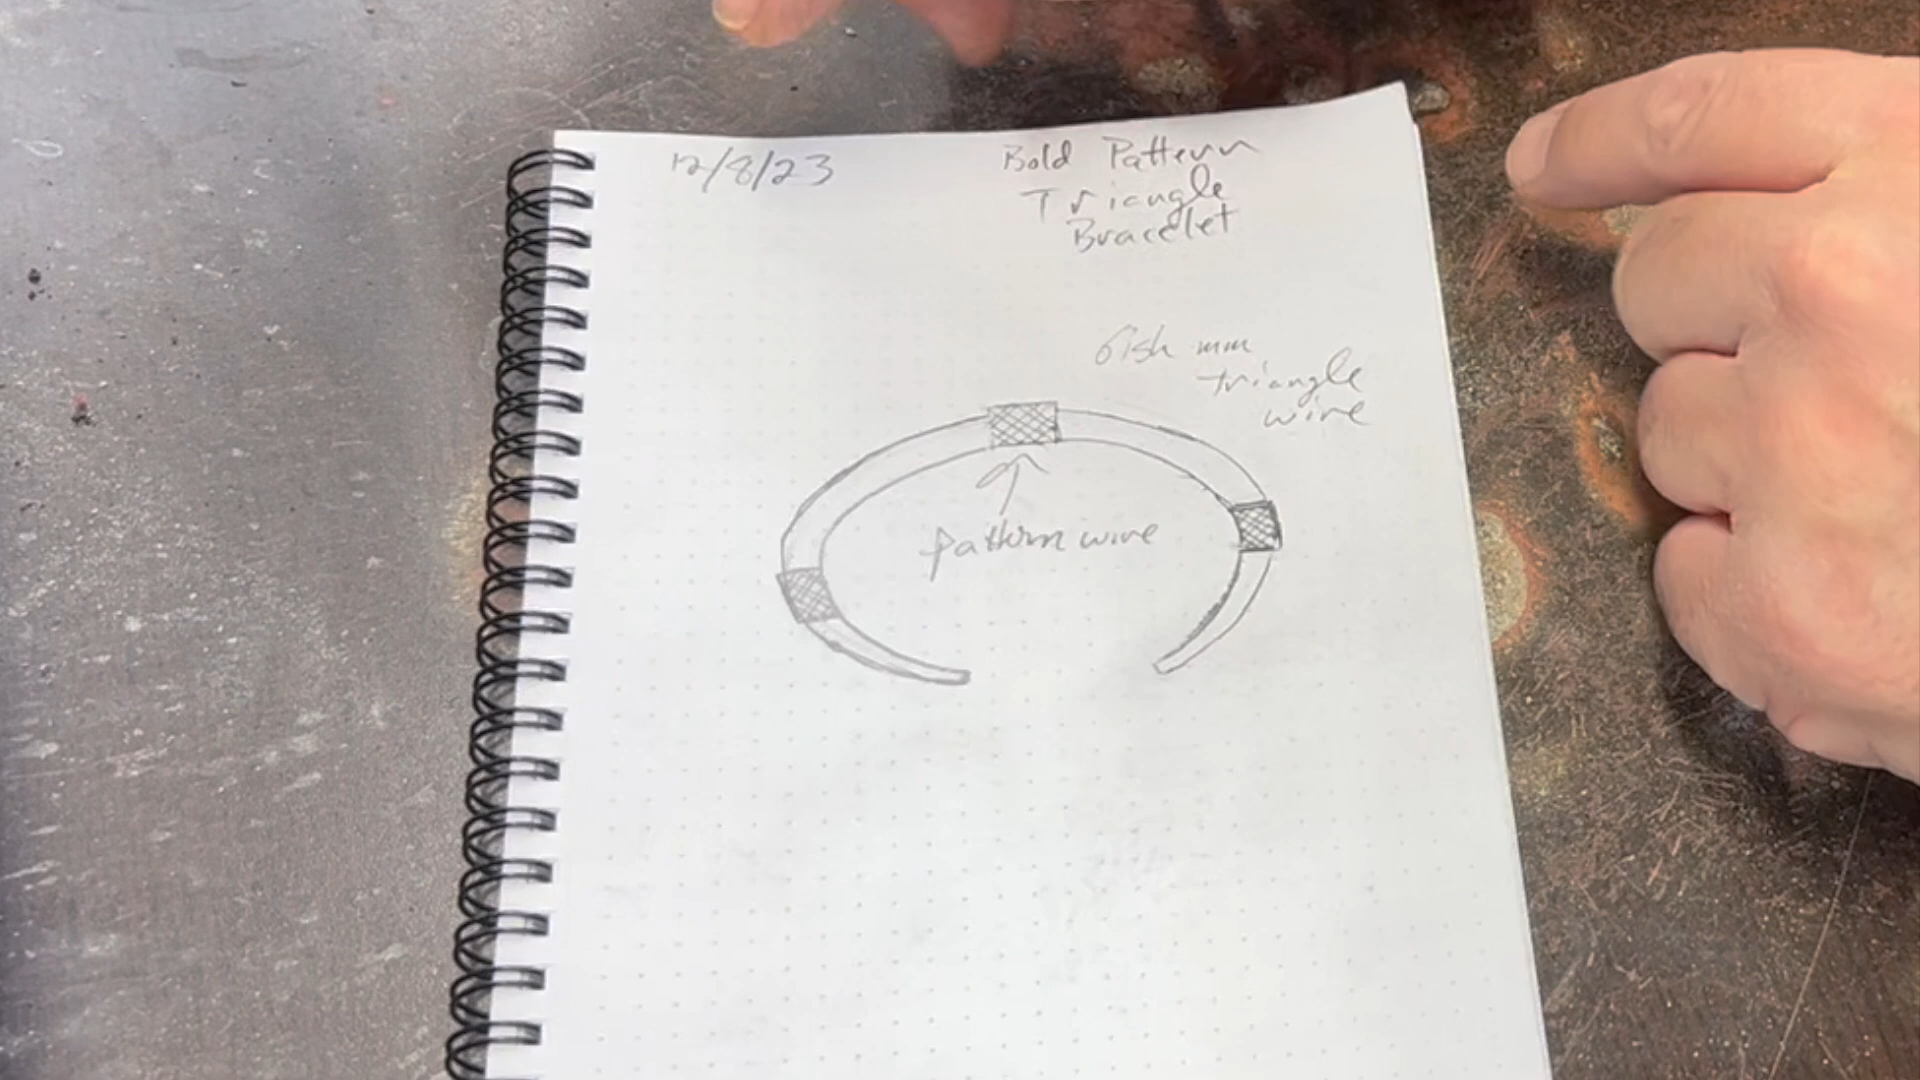 12/8/23
Bold Pattern
Triangle
Bracelet
6ish mm
triangle
wire
pattern wire